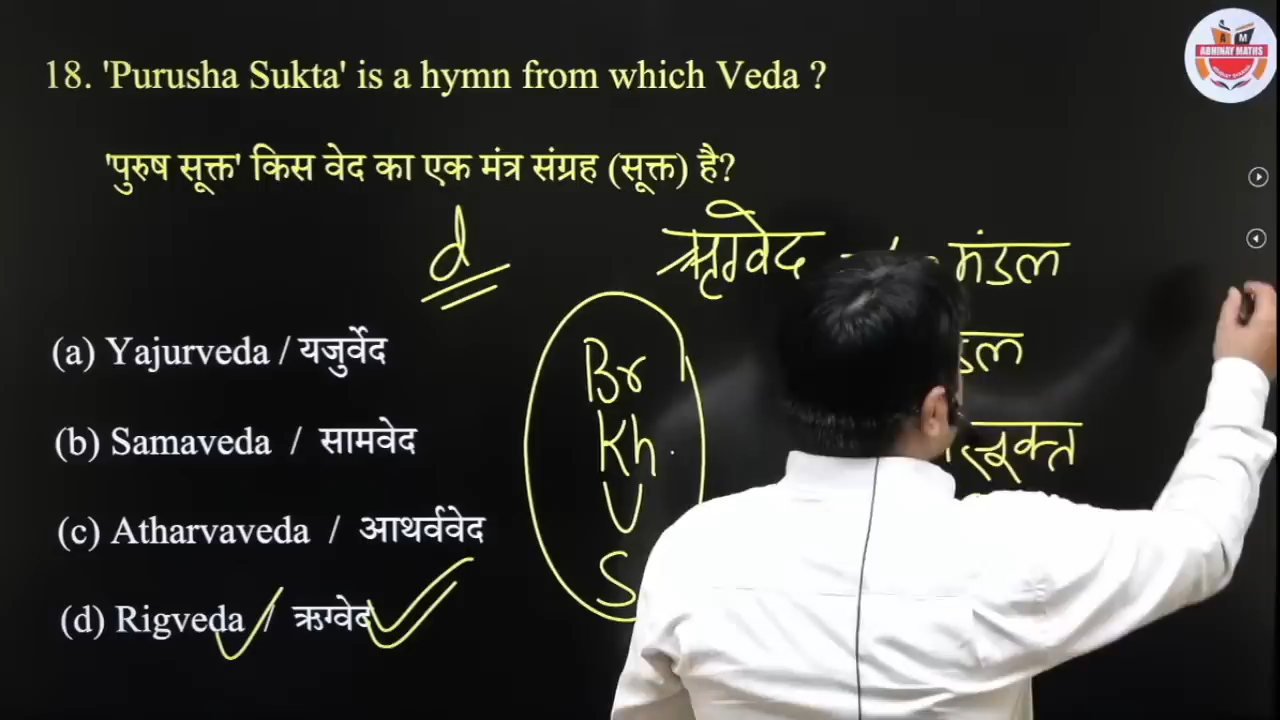 18. 'Purusha Sukta' is a hymn from which Veda ?
'पुरुष सूक्त' किस वेद का एक मंत्र संग्रह (सूक्त) है?
d
ऋग्वेद
मंडल
(a) Yajurveda / यजुर्वेद
(b) Samaveda / सामवेद
(c) Atharvaveda / आथर्ववेद
(d) Rigveda / ऋग्वेद
Br
Kh
V
S
सूक्त
A M
ABHINAY MATHS